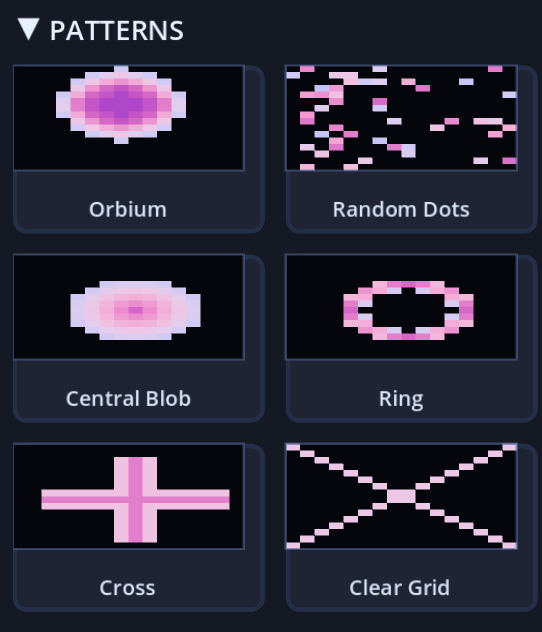 PATTERNS
Orbium
Random Dots
Central Blob
Ring
Cross
Clear Grid